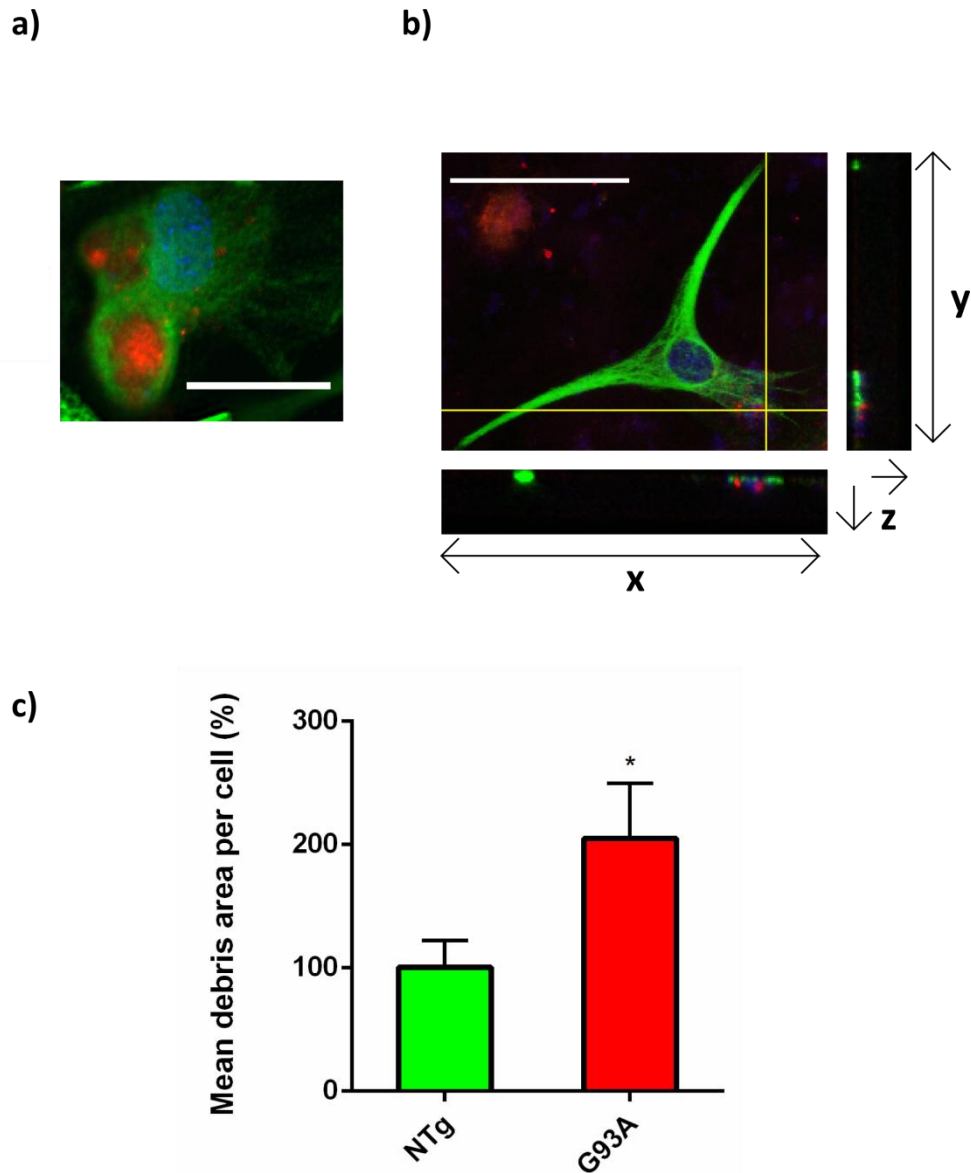 a)
b)
y
z
x
c)
Mean debris area per cell (%)
300
200
100
0
*
NTg
G93A